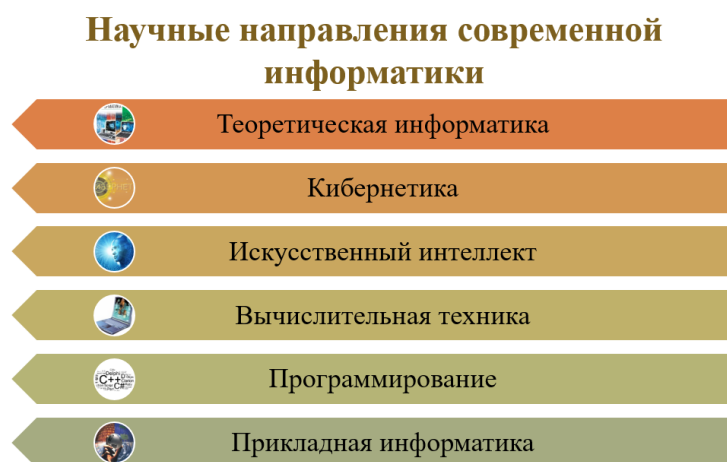 Научные направления современной
информатики
Теоретическая информатика
Кибернетика
Искусственный интеллект
Вычислительная техника
C++
C#
Программирование
Прикладная информатика